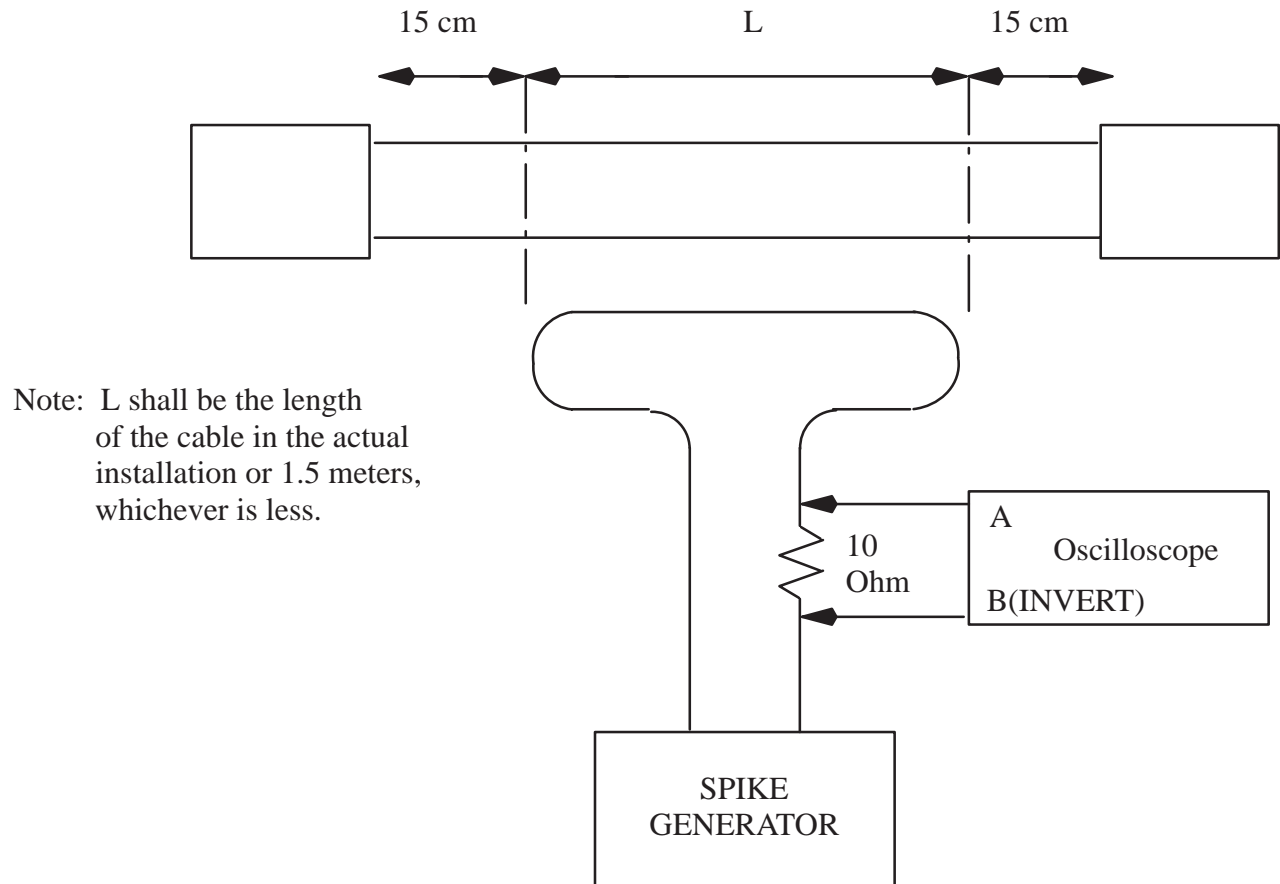 15 cm
L
15 cm
Note: L shall be the length
of the cable in the actual
installation or 1.5 meters,
whichever is less.
A
Oscilloscope
B(INVERT)
10
Ohm
SPIKE
GENERATOR